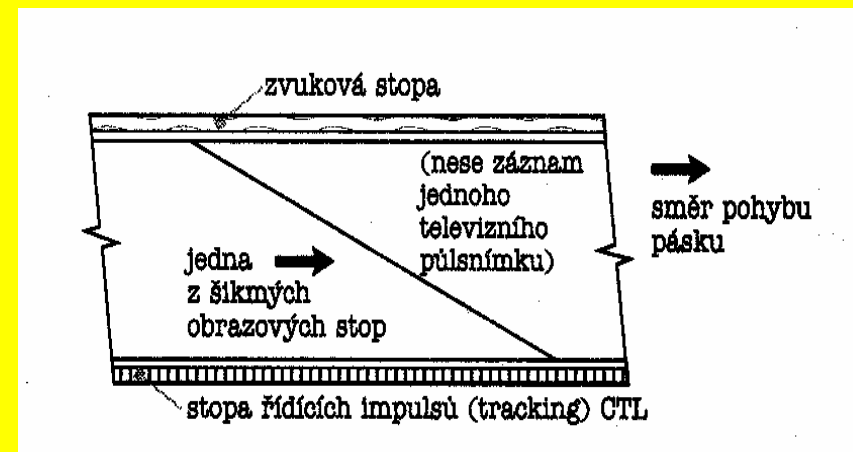 zvuková stopa
(nese záznam
jednoho
televizního
půlsnímku)
směr pohybu
pásku
jedna
z šikmých
obrazových stop
stopa řídících impulsů (tracking) CTL